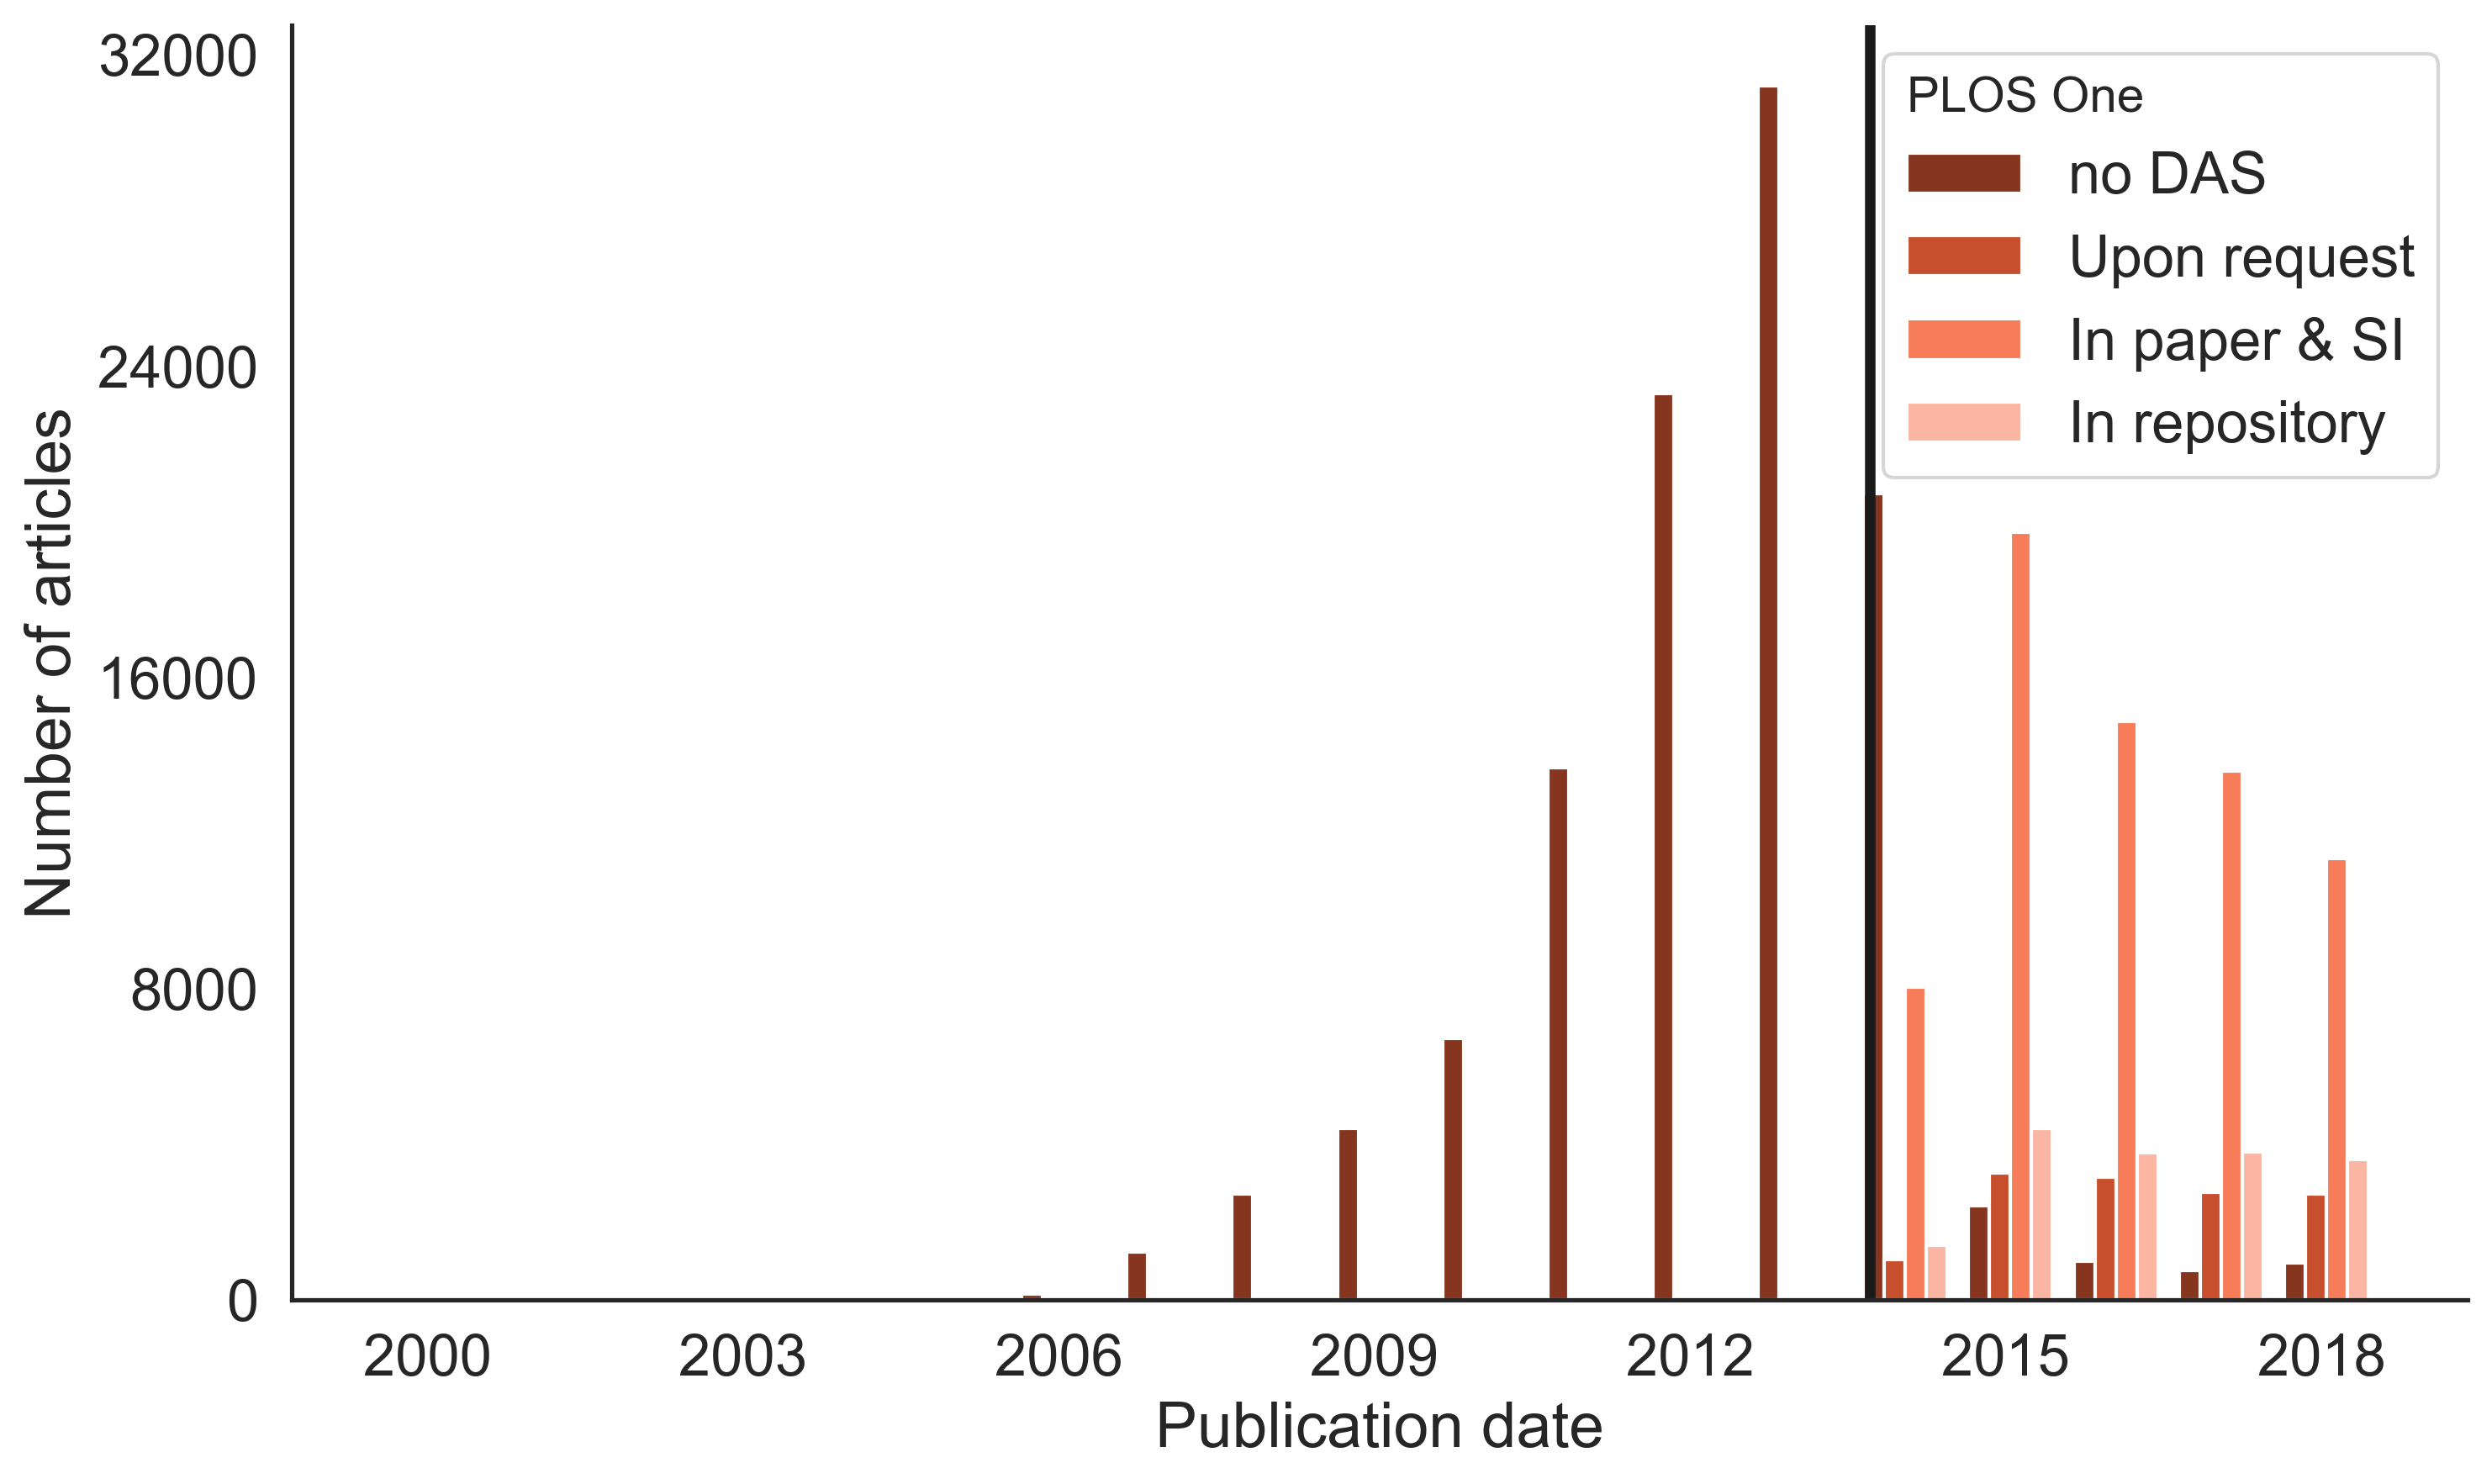 32000
24000
16000
8000
0
Number of articles
PLOS One
no DAS
Upon request
In paper & SI
In repository
2000 2003 2006 2009 2012 2015 2018
Publication date